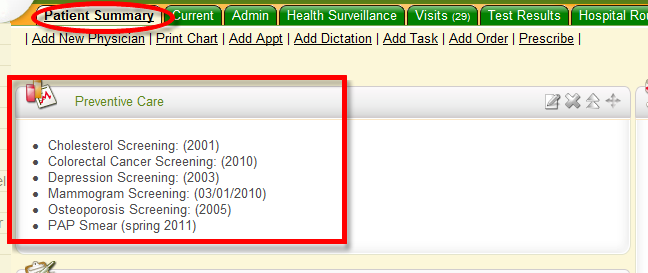 Patient Summary Current Admin Health Surveillance Visits (29) Test Results Hospital Rou
| Add New Physician | Print Chart | Add Appt | Add Dictation | Add Task | Add Order | Prescribe |
Preventive Care
Cholesterol Screening: (2001)
Colorectal Cancer Screening: (2010)
Depression Screening: (2003)
Mammogram Screening: (03/01/2010)
Osteoporosis Screening: (2005)
PAP Smear (spring 2011)